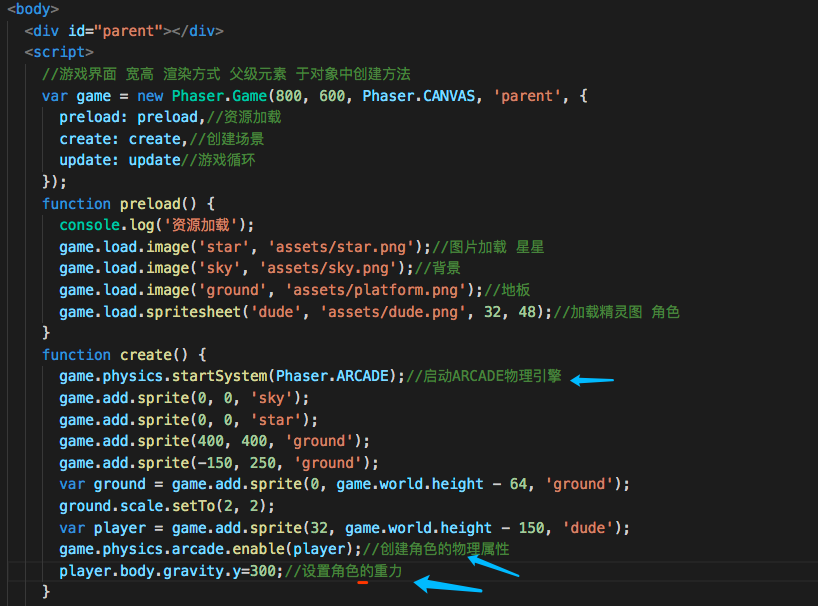 <body>
<div id="parent"></div>
<script>
//游戏界面 宽高 渲染方式 父级元素 于对象中创建方法
var game = new Phaser.Game(800, 600, Phaser.CANVAS, 'parent', {
preload: preload,//资源加载
create: create,//创建场景
update: update//游戏循环
});
function preload() {
console.log('资源加载');
game.load.image('star', 'assets/star.png');//图片加载 星星
game.load.image('sky', 'assets/sky.png');//背景
game.load.image('ground', 'assets/platform.png');//地板
game.load.spritesheet('dude', 'assets/dude.png', 32, 48);//加载精灵图 角色
}
function create() {
game.physics.startSystem(Phaser.ARCADE);//启动ARCADE物理引擎
game.add.sprite(0, 0, 'sky');
game.add.sprite(0, 0, 'star');
game.add.sprite(400, 400, 'ground');
game.add.sprite(-150, 250, 'ground');
var ground = game.add.sprite(0, game.world.height - 64, 'ground');
ground.scale.setTo(2, 2);
var player = game.add.sprite(32, game.world.height - 150, 'dude');
game.physics.arcade.enable(player);//创建角色的物理属性
player.body.gravity.y=300;//设置角色的重力
}